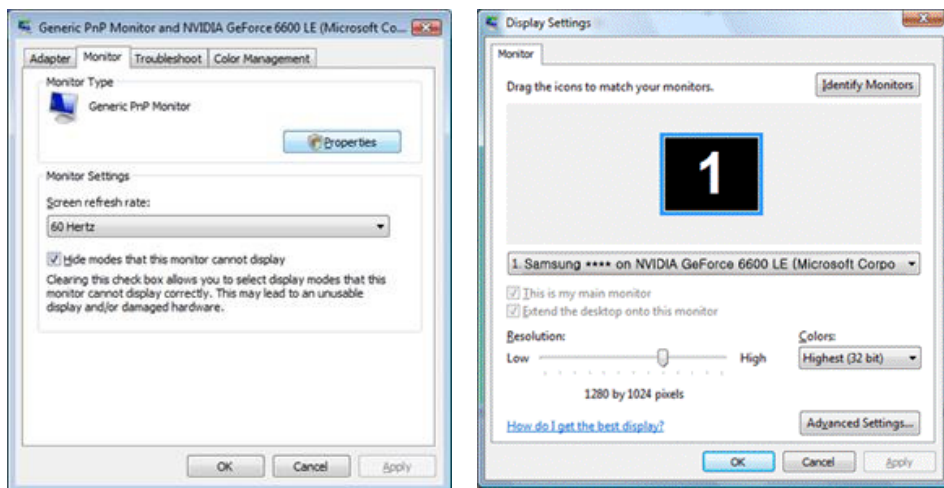 Generic PnP Monitor and NVIDIA GeForce 6600 LE (Microsoft Co...
Adapter Monitor Troubleshoot Color Management
Monitor Type
Generic PnP Monitor
Properties
Monitor Settings
Screen refresh rate:
60 Hertz
Hide modes that this monitor cannot display
Clearing this check box allows you to select display modes that this
monitor cannot display correctly. This may lead to an unusable
display and/or damaged hardware.
OK Cancel Apply
Display Settings
Monitor
Drag the icons to match your monitors.
Identify Monitors
1
1. Samsung **** on NVIDIA GeForce 6600 LE (Microsoft Corpo
This is my main monitor
Extend the desktop onto this monitor
Resolution: Colors:
Low High Highest (32 bit)
1280 by 1024 pixels
How do I get the best display? Advanced Settings...
OK Cancel Apply